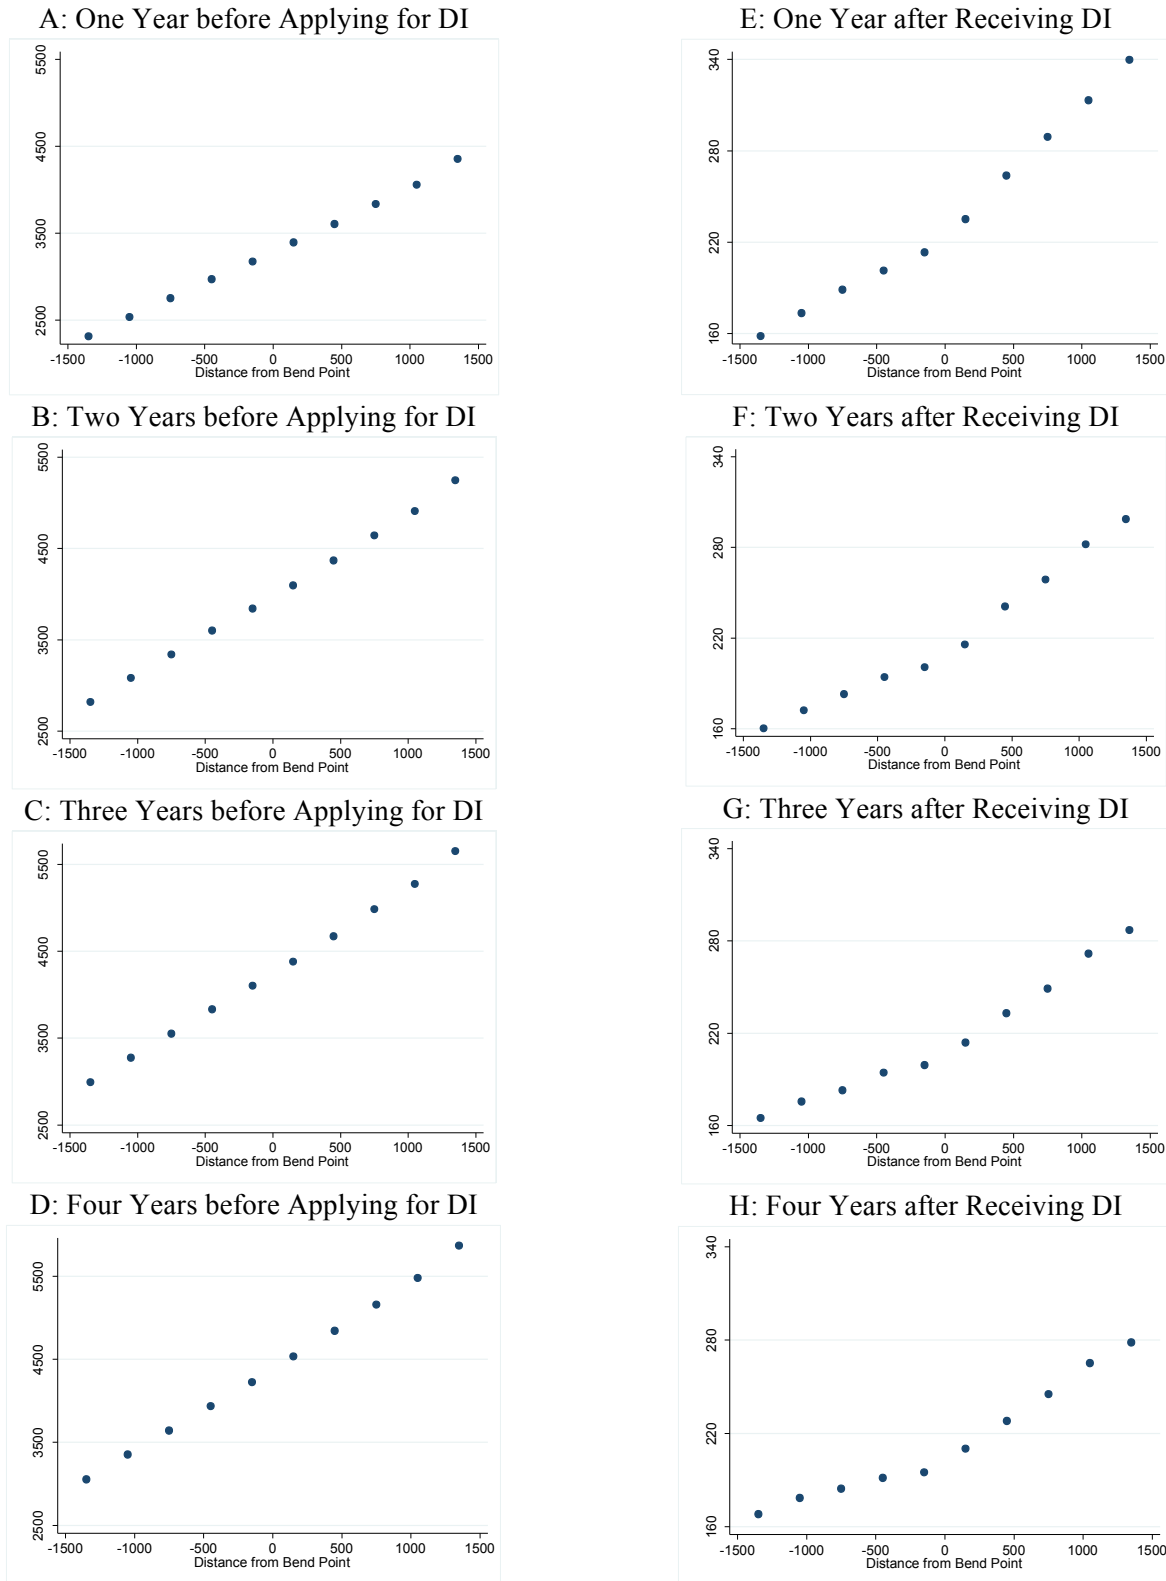 A: One Year before Applying for DI
5500
4500
3500
2500
-1500 -1000 -500 0 500 1000 1500
Distance from Bend Point
E: One Year after Receiving DI
340
280
220
160
-1500 -1000 -500 0 500 1000 1500
Distance from Bend Point
B: Two Years before Applying for DI
5500
4500
3500
2500
-1500 -1000 -500 0 500 1000 1500
Distance from Bend Point
F: Two Years after Receiving DI
340
280
220
160
-1500 -1000 -500 0 500 1000 1500
Distance from Bend Point
C: Three Years before Applying for DI
5500
4500
3500
2500
-1500 -1000 -500 0 500 1000 1500
Distance from Bend Point
G: Three Years after Receiving DI
340
280
220
160
-1500 -1000 -500 0 500 1000 1500
Distance from Bend Point
D: Four Years before Applying for DI
5500
4500
3500
2500
-1500 -1000 -500 0 500 1000 1500
Distance from Bend Point
H: Four Years after Receiving DI
340
280
220
160
-1500 -1000 -500 0 500 1000 1500
Distance from Bend Point